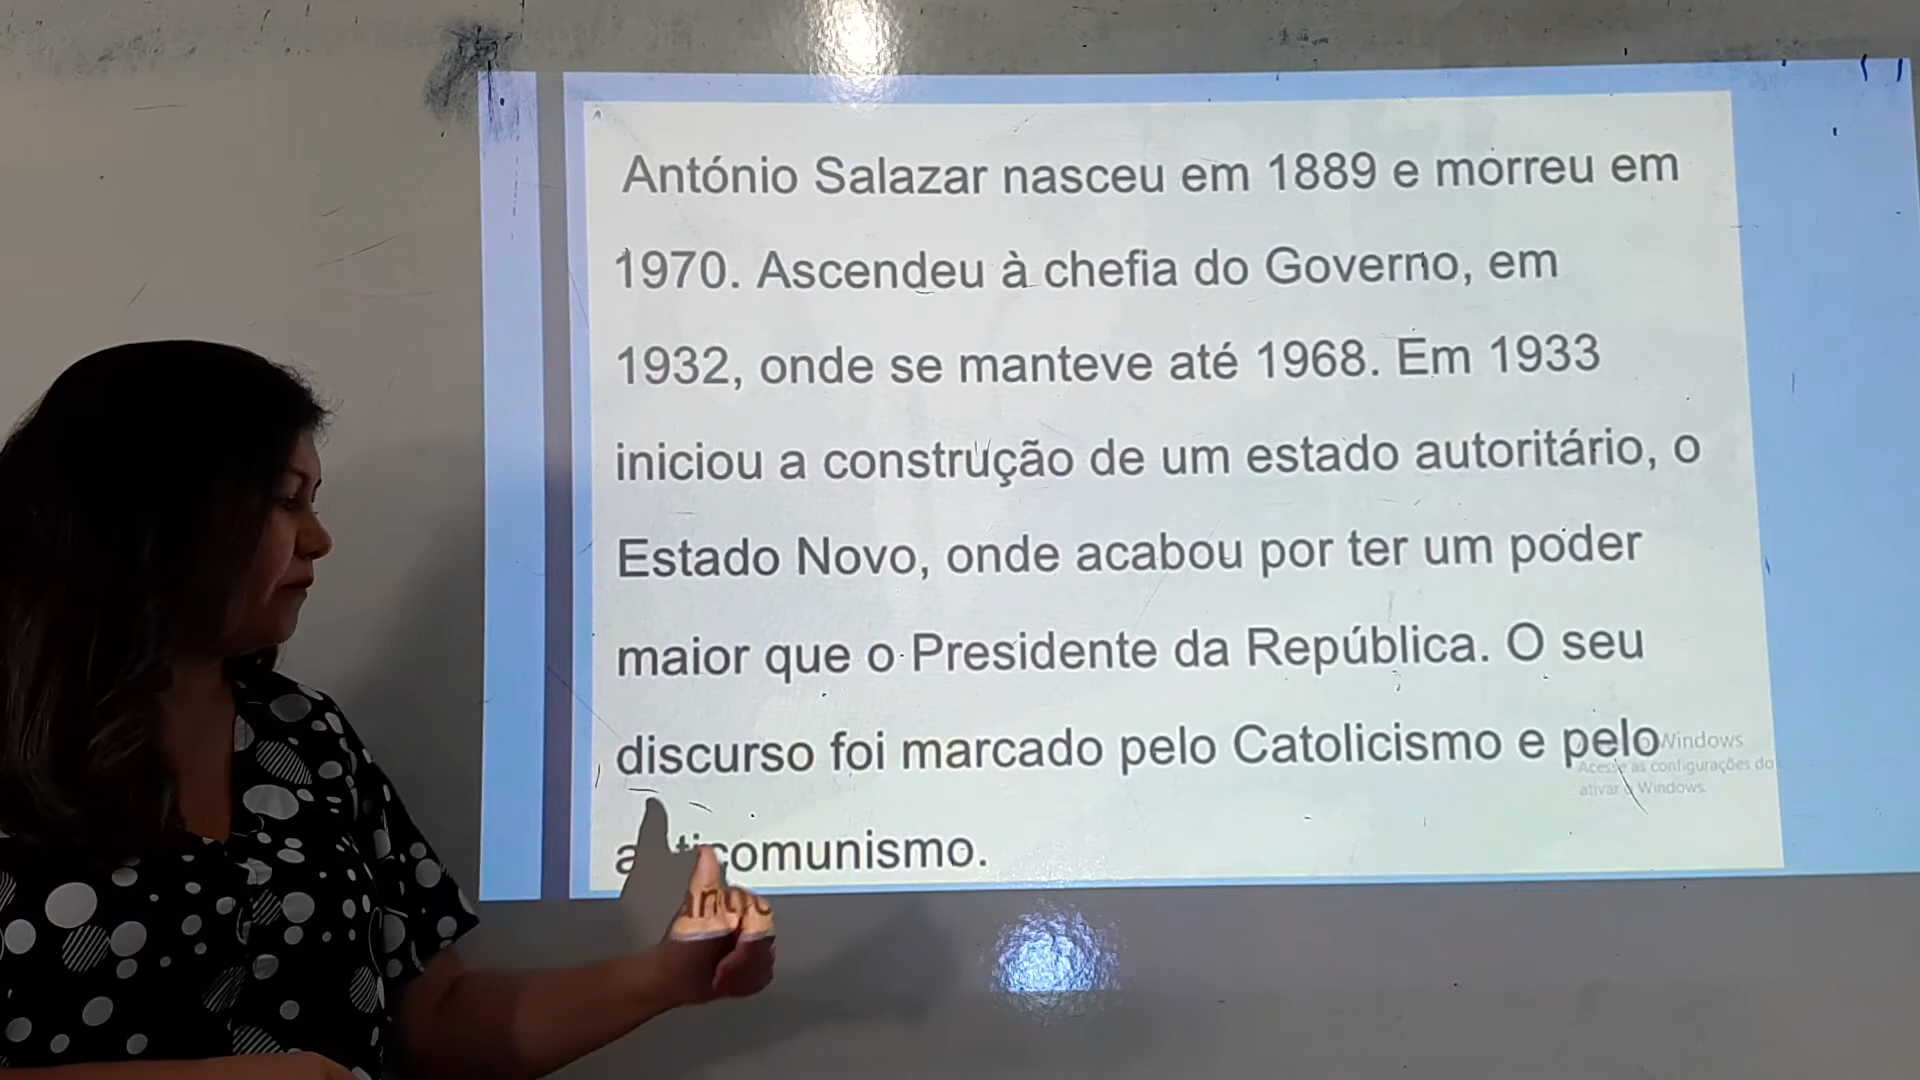 António Salazar nasceu em 1889 e morreu em
1970. Ascendeu à chefia do Governo, em
1932, onde se manteve até 1968. Em 1933
iniciou a construção de um estado autoritário, o
Estado Novo, onde acabou por ter um poder
maior que o Presidente da República. O seu
discurso foi marcado pelo Catolicismo e pelo
anticomunismo.
Windows
Acesse as configurações do
ativar o Windows.